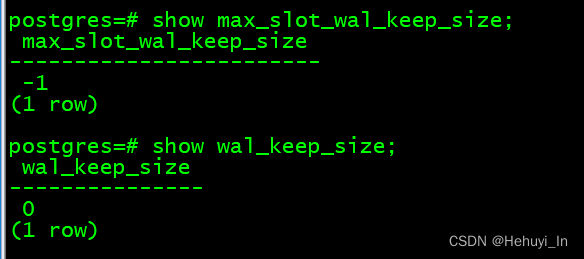 postgres=# show max_slot_wal_keep_size;
 max_slot_wal_keep_size
------------------------
 -1
(1 row)
postgres=# show wal_keep_size;
 wal_keep_size
---------------
 0
(1 row)
CSDN @Hehuyi_In